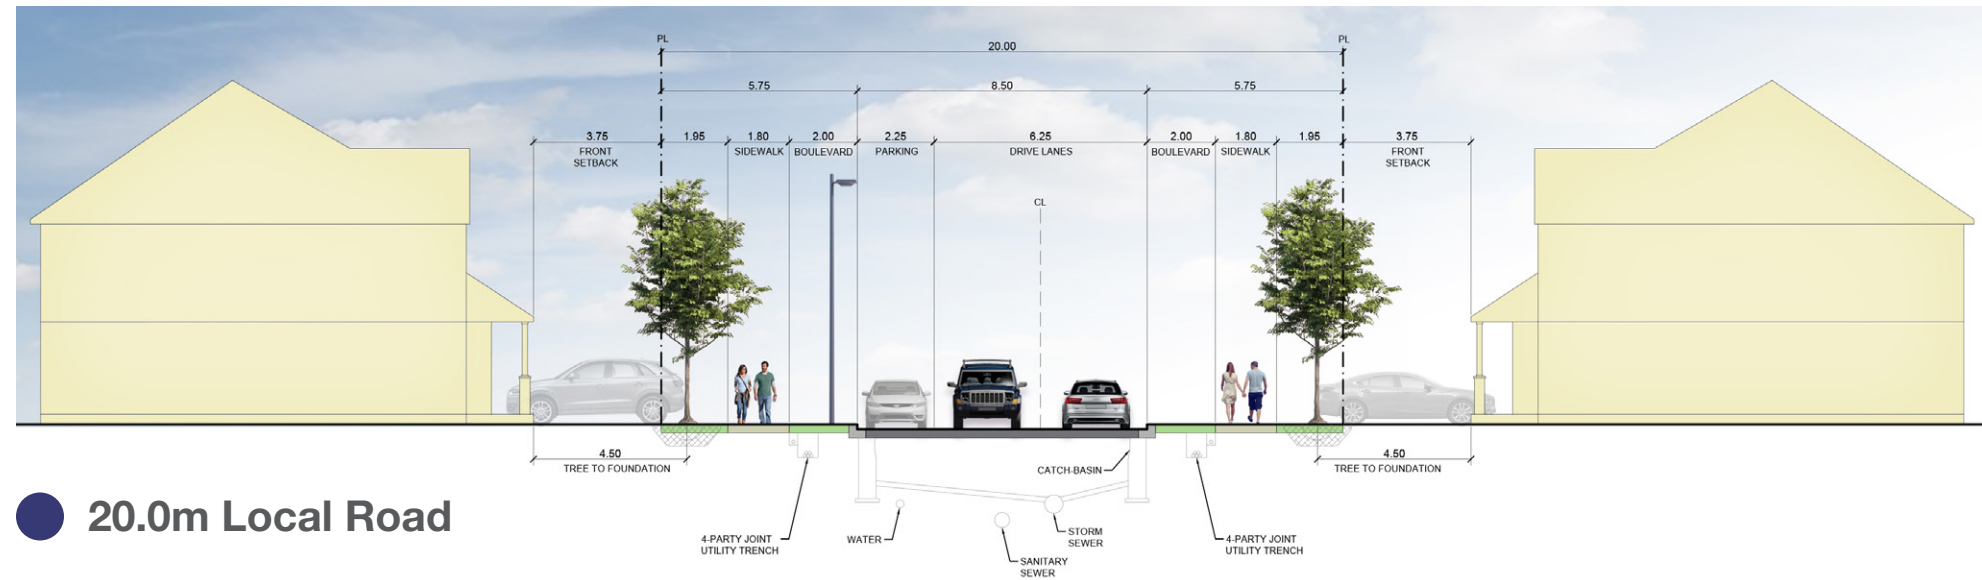 PL
PL
20.00
5.75
8.50
5.75
3.75
1.95
1.80
2.00
2.25
6.25
2.00
1.80
1.95
3.75
FRONT
SETBACK
SIDEWALK
BOULEVARD
PARKING
DRIVE LANES
BOULEVARD
SIDEWALK
FRONT
SETBACK
CL
4.50
TREE TO FOUNDATION
4.50
TREE TO FOUNDATION
CATCH-BASIN
20.0m Local Road
4-PARTY JOINT
UTILITY TRENCH
WATER
STORM
SEWER
SANITARY
SEWER
4-PARTY JOINT
UTILITY TRENCH